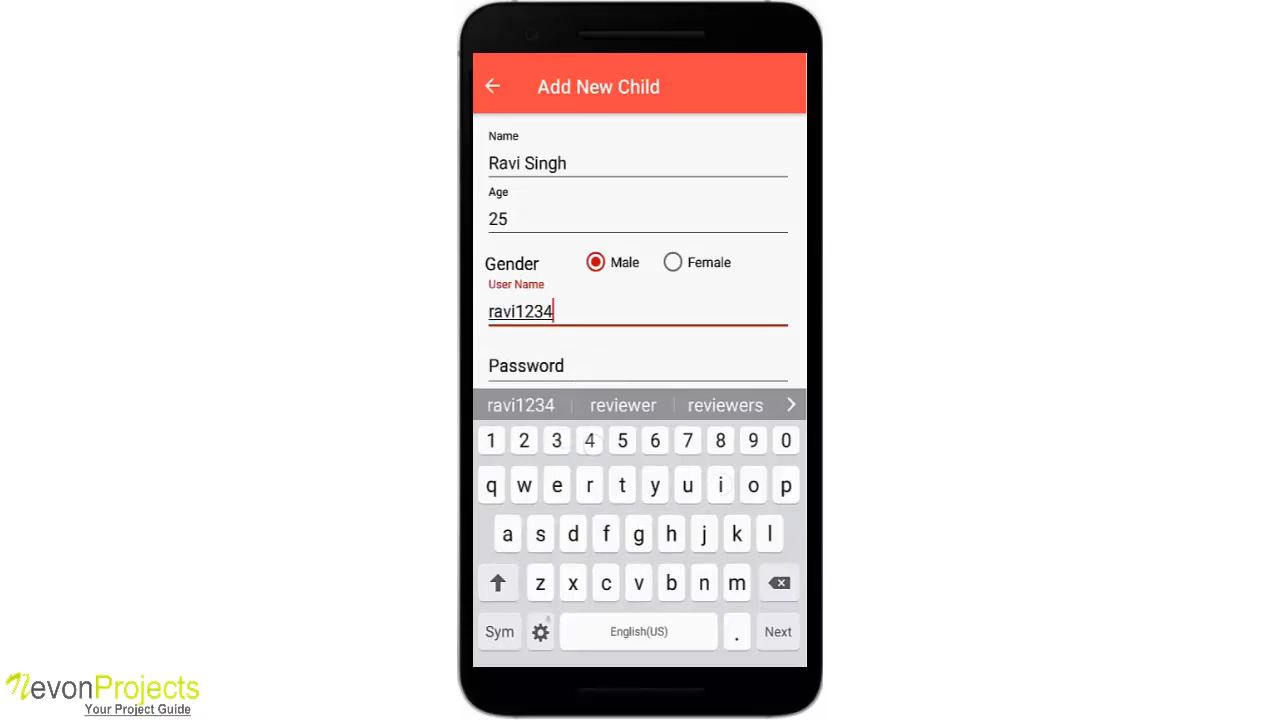 Add New Child
Name
Ravi Singh
Age
25
Gender Male Female
User Name
ravi1234
Password
ravi1234 reviewer reviewers
1 2 3 4 5 6 7 8 9 0
q w e r t y u i o p
a s d f g h j k l
z x c v b n m
Sym English(US) . Next
NevonProjects
Your Project Guide